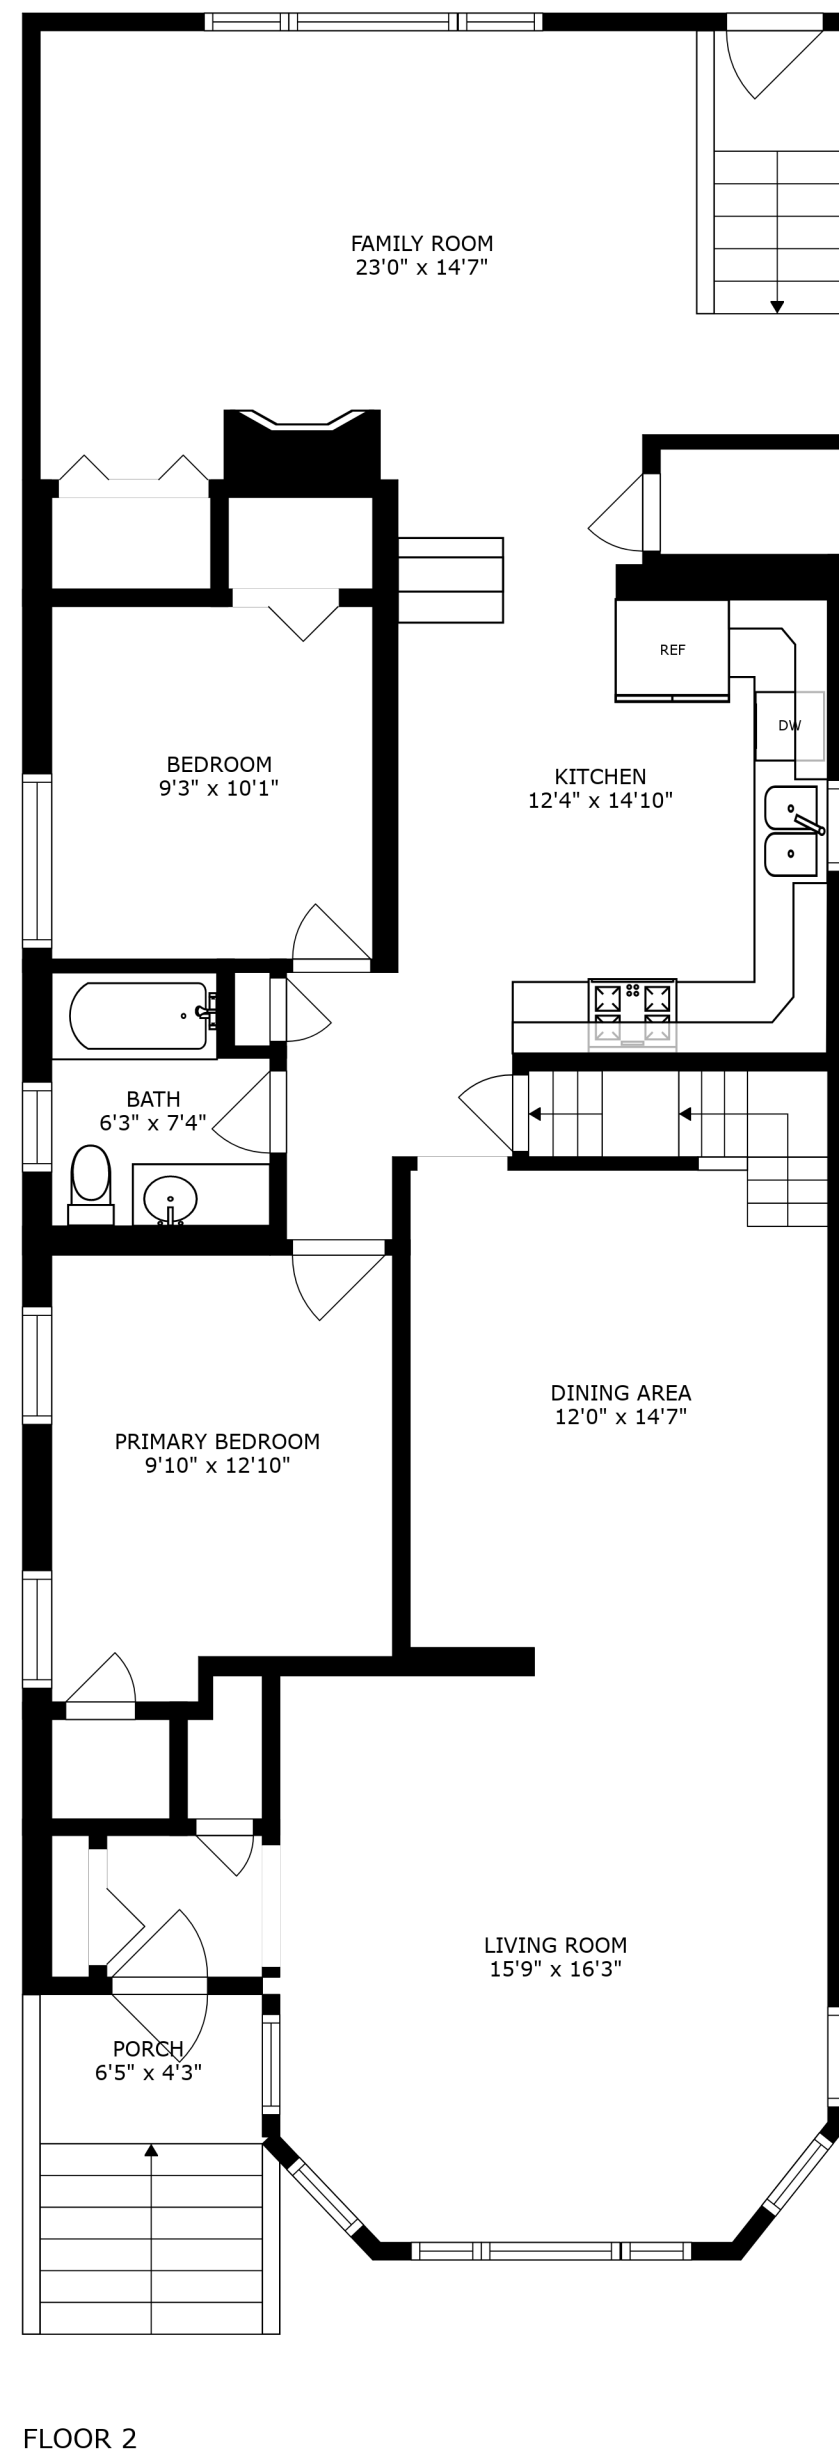 FAMILY ROOM
23'0" x 14'7"
REF
DW
BEDROOM
9'3" x 10'1"
KITCHEN
12'4" x 14'10"
BATH
6'3" x 7'4"
DINING AREA
12'0" x 14'7"
PRIMARY BEDROOM
9'10" x 12'10"
LIVING ROOM
15'9" x 16'3"
PORCH
6'5" x 4'3"
FLOOR 2